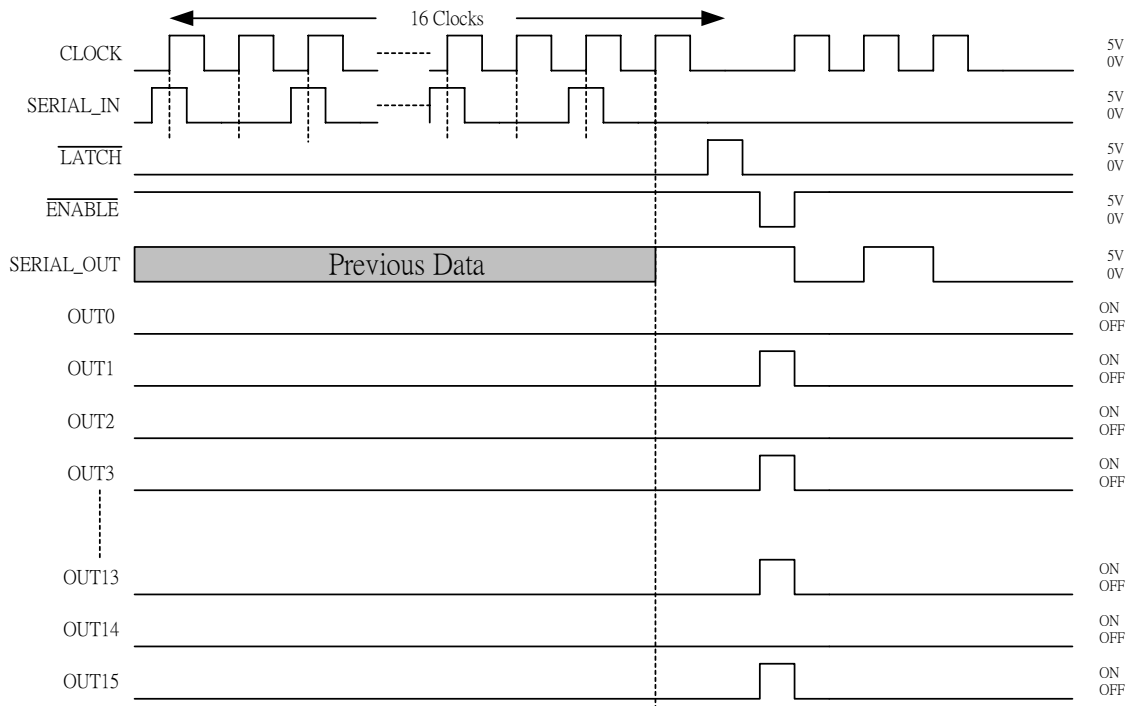 16 Clocks
CLOCK
5V
0V
SERIAL_IN
5V
0V
LATCH
5V
0V
ENABLE
5V
0V
SERIAL_OUT
Previous Data
5V
0V
OUT0
ON
OFF
OUT1
ON
OFF
OUT2
ON
OFF
OUT3
ON
OFF
OUT13
ON
OFF
OUT14
ON
OFF
OUT15
ON
OFF